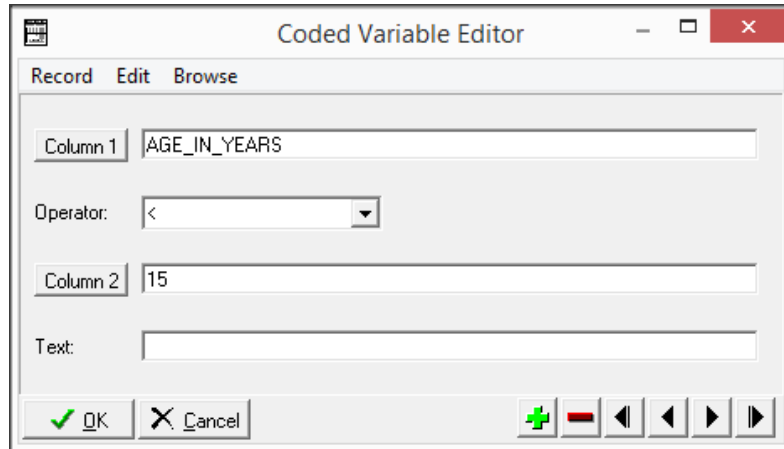 Coded Variable Editor
Record Edit Browse
Column 1 AGE_IN_YEARS
Operator: <
Column 2 15
Text:
OK Cancel